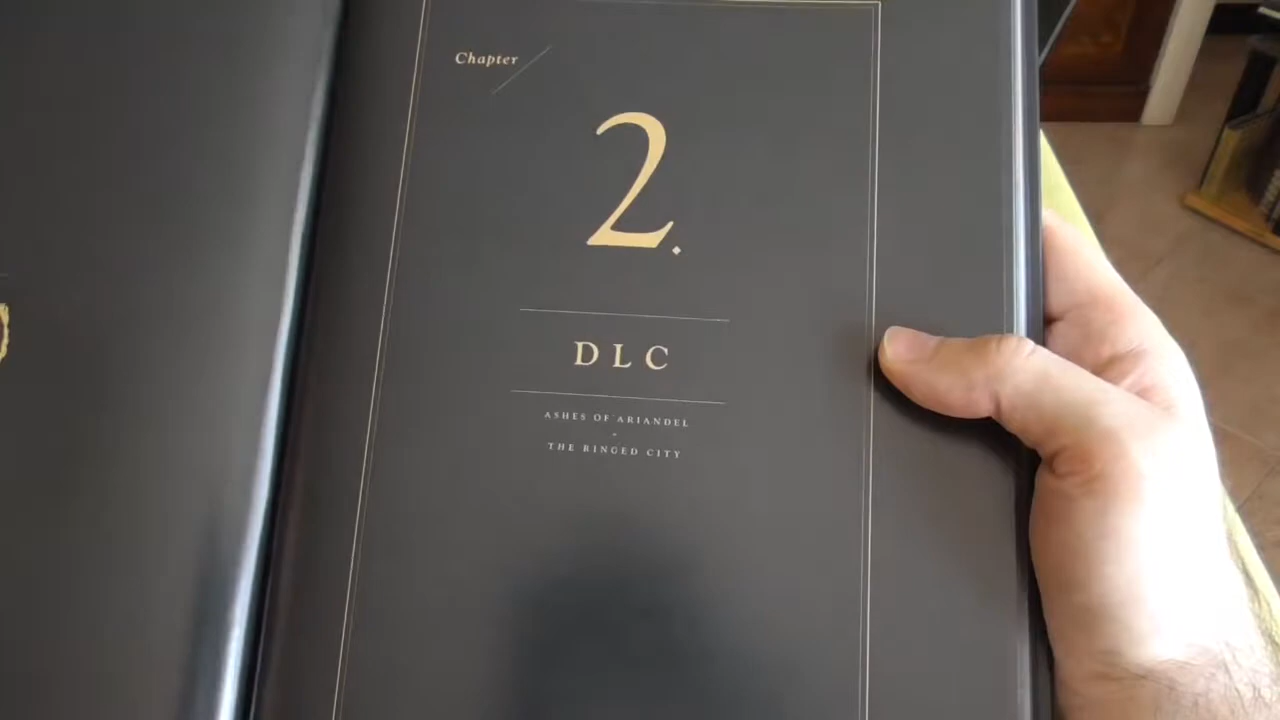 Chapter
2.
DLC
ASHES OF ARIANDEL
THE RINGED CITY